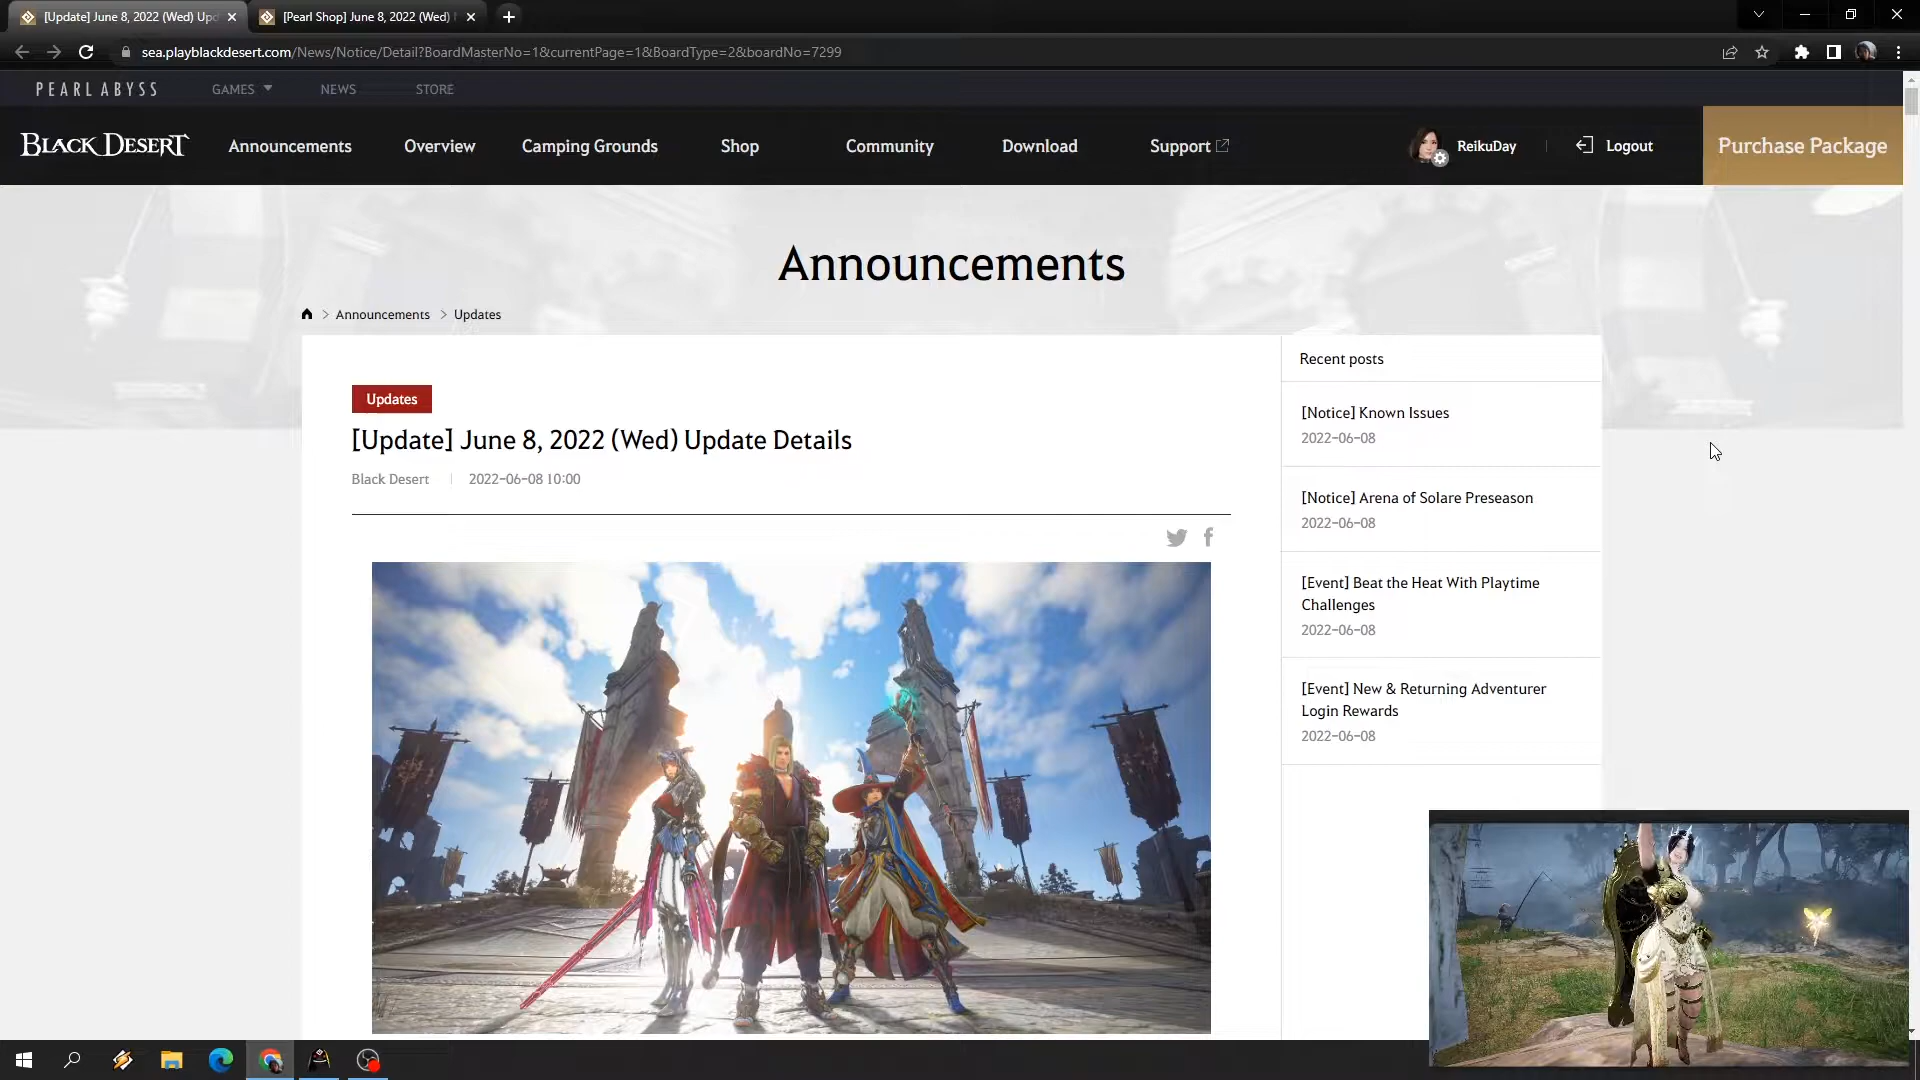 [Update] June 8, 2022 (Wed) Upd
[Pearl Shop] June 8, 2022 (Wed)
sea.playblackdesert.com/News/Notice/Detail?BoardMasterNo=1&currentPage=1&BoardType=2&boardNo=7299
PEARL ABYSS
GAMES
NEWS
STORE
BLACK DESERT
Announcements
Overview
Camping Grounds
Shop
Community
Download
Support
ReikuDay
Logout
Purchase Package
Announcements
Announcements
Updates
Updates
[Update] June 8, 2022 (Wed) Update Details
Black Desert
2022-06-08 10:00
Recent posts
[Notice] Known Issues
2022-06-08
[Notice] Arena of Solare Preseason
2022-06-08
[Event] Beat the Heat With Playtime
Challenges
2022-06-08
[Event] New & Returning Adventurer
Login Rewards
2022-06-08